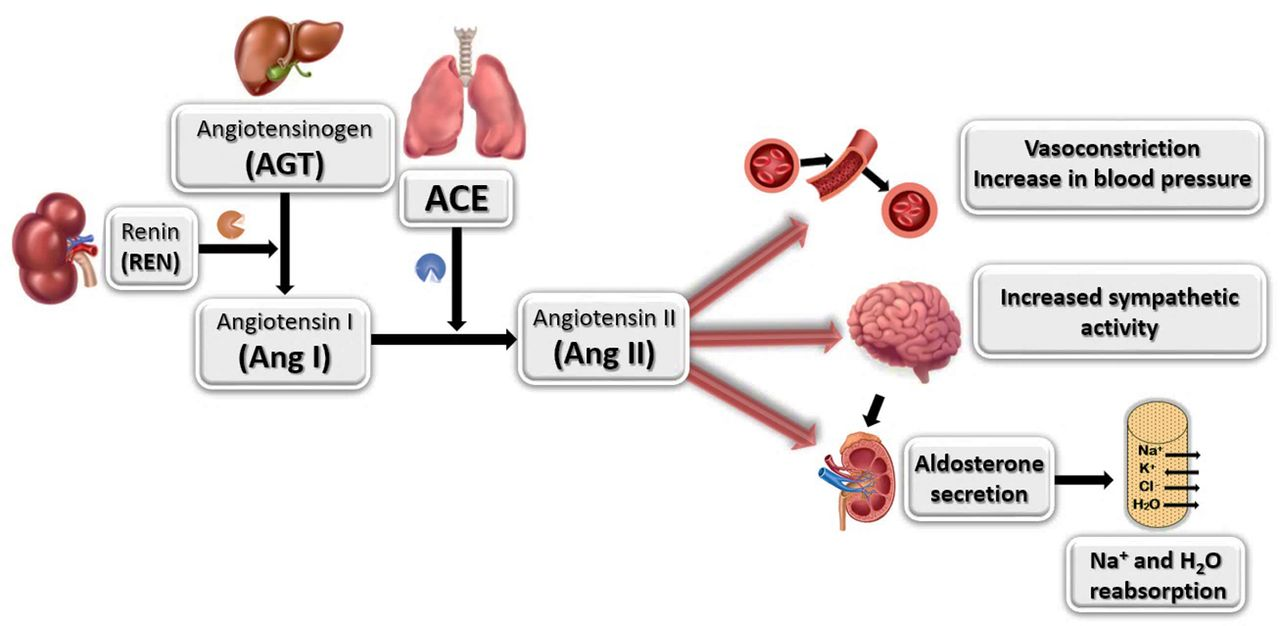 Angiotensinogen
(AGT)
ACE
Renin
(REN)
Angiotensin I
(Ang I)
Angiotensin II
(Ang II)
Vasoconstriction
Increase in blood pressure
Increased sympathetic
activity
Aldosterone
secretion
Na⁺
K⁺
Cl
H₂O
Na⁺ and H₂O
reabsorption